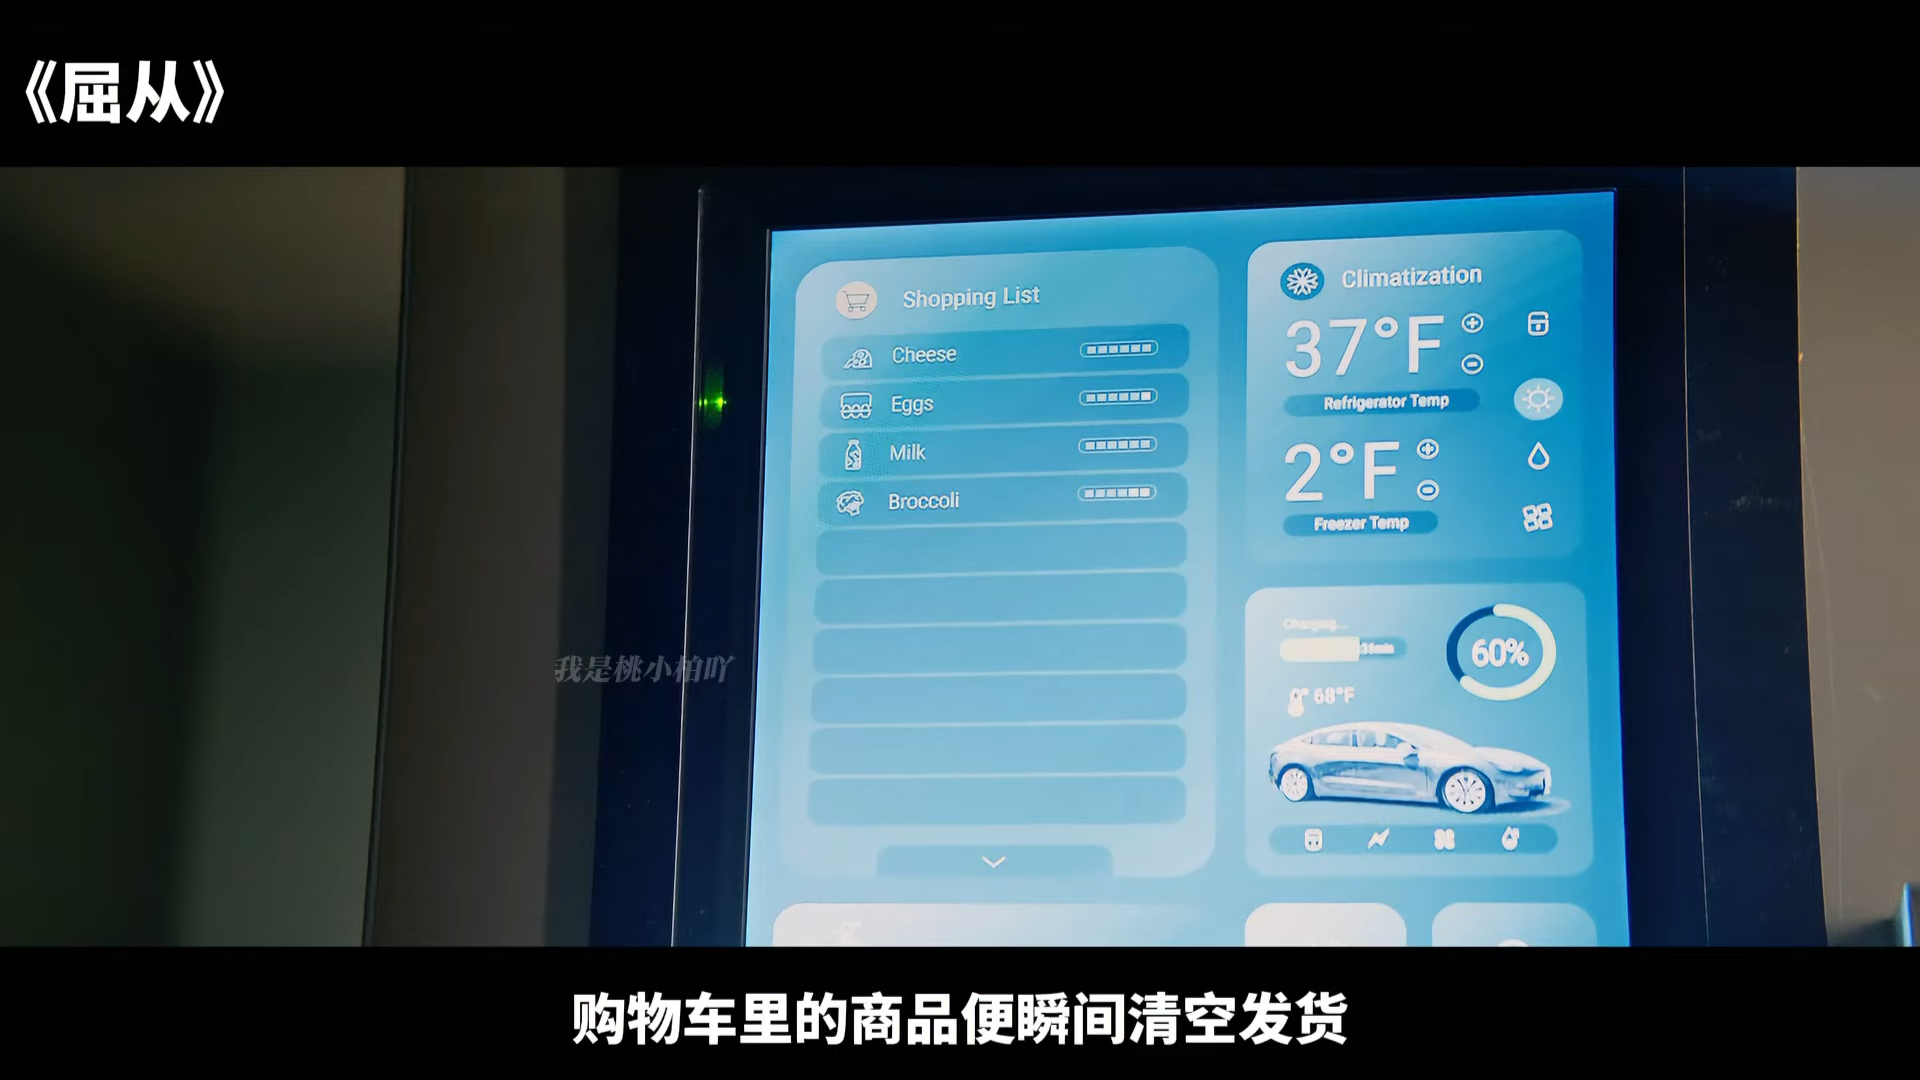 《屈从》
Shopping List
Cheese
Eggs
Milk
Broccoli
Climatization
37°F
Refrigerator Temp
2°F
Freezer Temp
Charging...
60%
68°F
我是桃小柏吖
购物车里的商品便瞬间清空发货